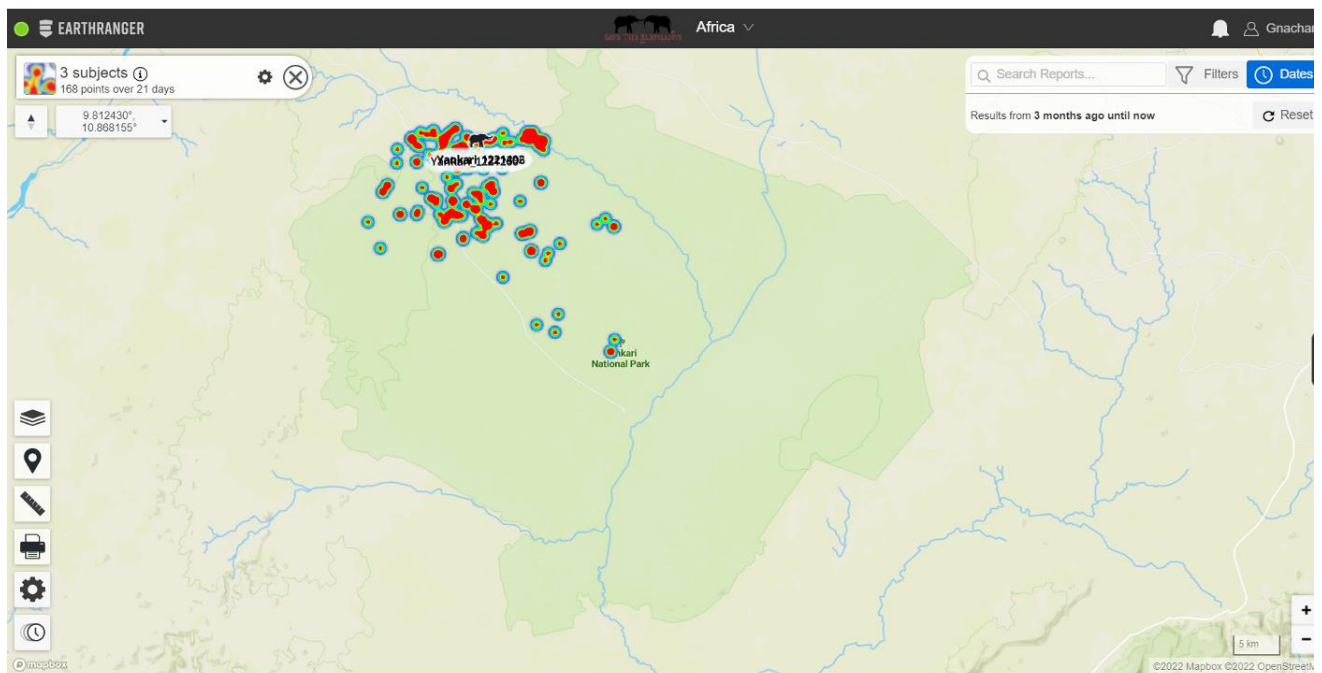 EARTHRANGER
Africa
Gnachar
3 subjects
168 points over 21 days
Search Reports...
Filters
Dates
9.812430°,
10.868155°
Results from 3 months ago until now
Reset
National Park
5 km
mapbox
©2022 Mapbox ©2022 OpenStreetM